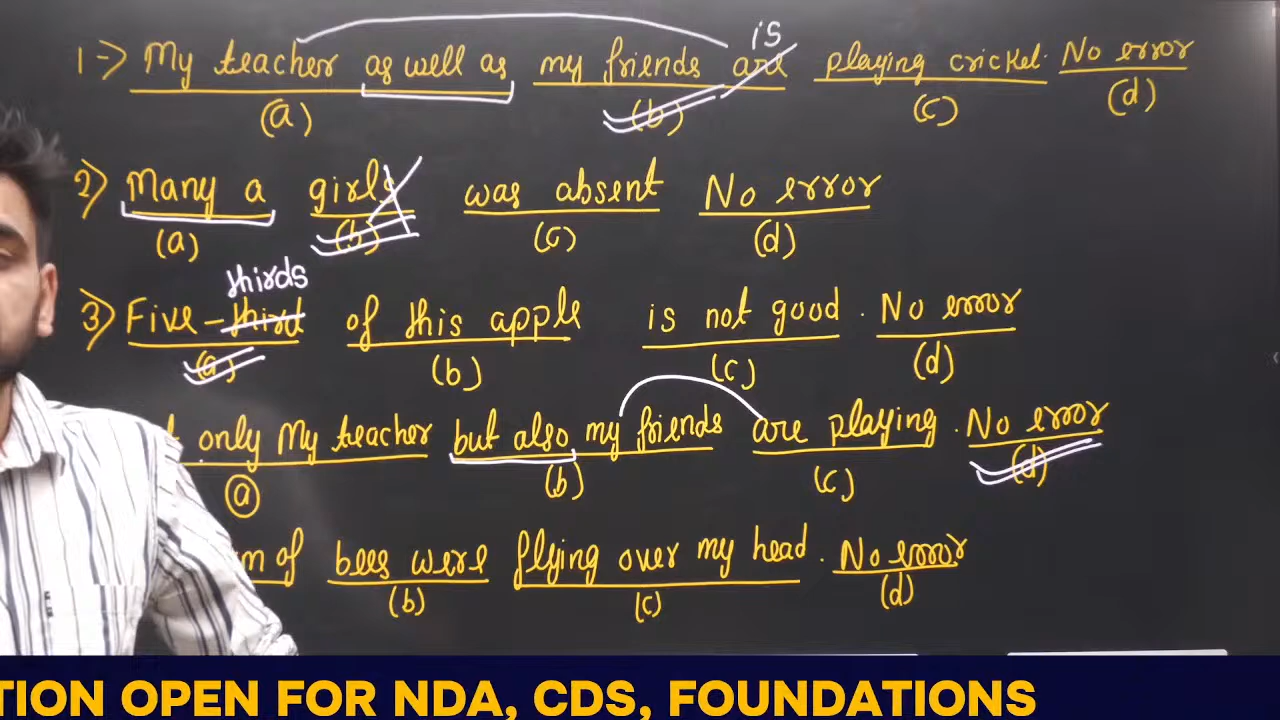 is
1-> My teacher as well as my friends are playing cricket. No error
(a) (b) (c) (d)
2) Many a girls was absent No error
(a) (b) (c) (d)
thirds
3) Five-third of this apple is not good. No error
(a) (b) (c) (d)
only My teacher but also my friends are playing. No error
(a) (b) (c) (d)
of bees were flying over my head. No error
(b) (c) (d)
TION OPEN FOR NDA, CDS, FOUNDATIONS